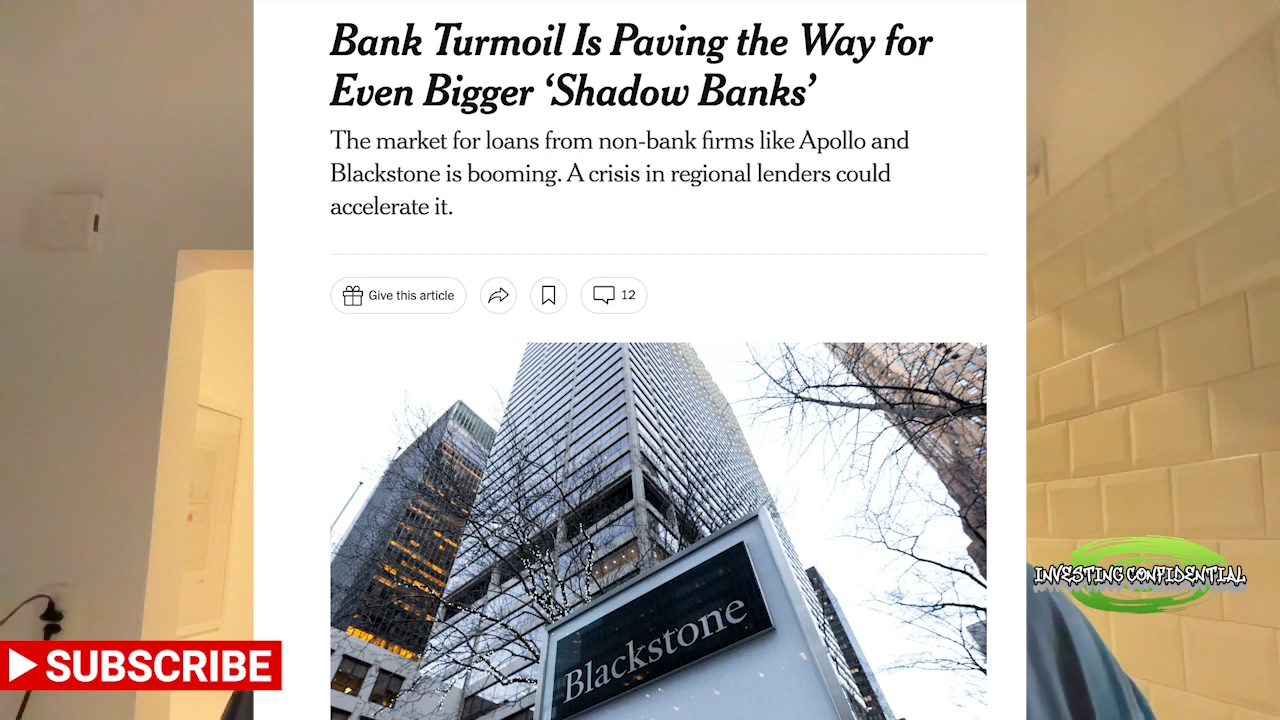 Bank Turmoil Is Paving the Way for
Even Bigger ‘Shadow Banks’
The market for loans from non-bank firms like Apollo and
Blackstone is booming. A crisis in regional lenders could
accelerate it.
Give this article
12
Blackstone
INVESTING CONFIDENTIAL
SUBSCRIBE